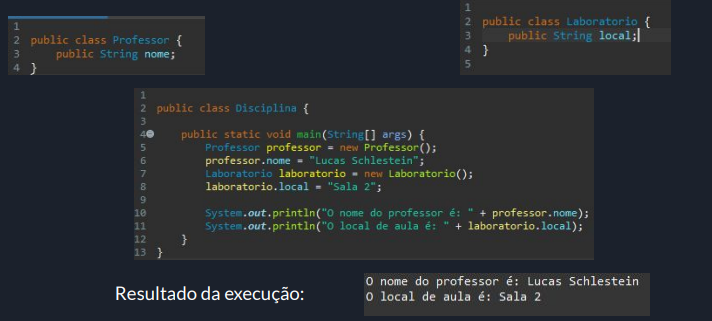 1
2 public class Professor {
3     public String nome;
4 }
1
2 public class Laboratorio {
3     public String local;
4 }
5
1
2 public class Disciplina {
3
4     public static void main(String[] args) {
5         Professor professor = new Professor();
6         professor.nome = "Lucas Schlestein";
7         Laboratorio laboratorio = new Laboratorio();
8         laboratorio.local = "Sala 2";
9
10         System.out.println("O nome do professor é: " + professor.nome);
11         System.out.println("O local de aula é: " + laboratorio.local);
12     }
13 }
Resultado da execução:
O nome do professor é: Lucas Schlestein
O local de aula é: Sala 2